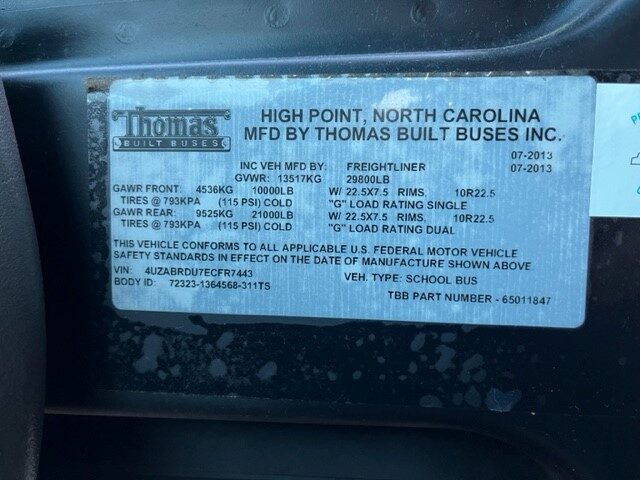 Thomas
BUILT BUSES
HIGH POINT, NORTH CAROLINA
MFD BY THOMAS BUILT BUSES INC.
07-2013
INC VEH MFD BY: FREIGHTLINER 07-2013
GVWR: 13517KG 29800LB
GAWR FRONT: 4536KG 10000LB W/ 22.5X7.5 RIMS, 10R22.5
TIRES @ 793KPA (115 PSI) COLD "G" LOAD RATING SINGLE
GAWR REAR: 9525KG 21000LB W/ 22.5X7.5 RIMS, 10R22.5
TIRES @ 793KPA (115 PSI) COLD "G" LOAD RATING DUAL
THIS VEHICLE CONFORMS TO ALL APPLICABLE U.S. FEDERAL MOTOR VEHICLE
SAFETY STANDARDS IN EFFECT ON THE DATE OF MANUFACTURE SHOWN ABOVE.
VIN: 4UZABRDU7ECFR7443 VEH. TYPE: SCHOOL BUS
BODY ID: 72323-1364568-311TS TBB PART NUMBER - 65011847